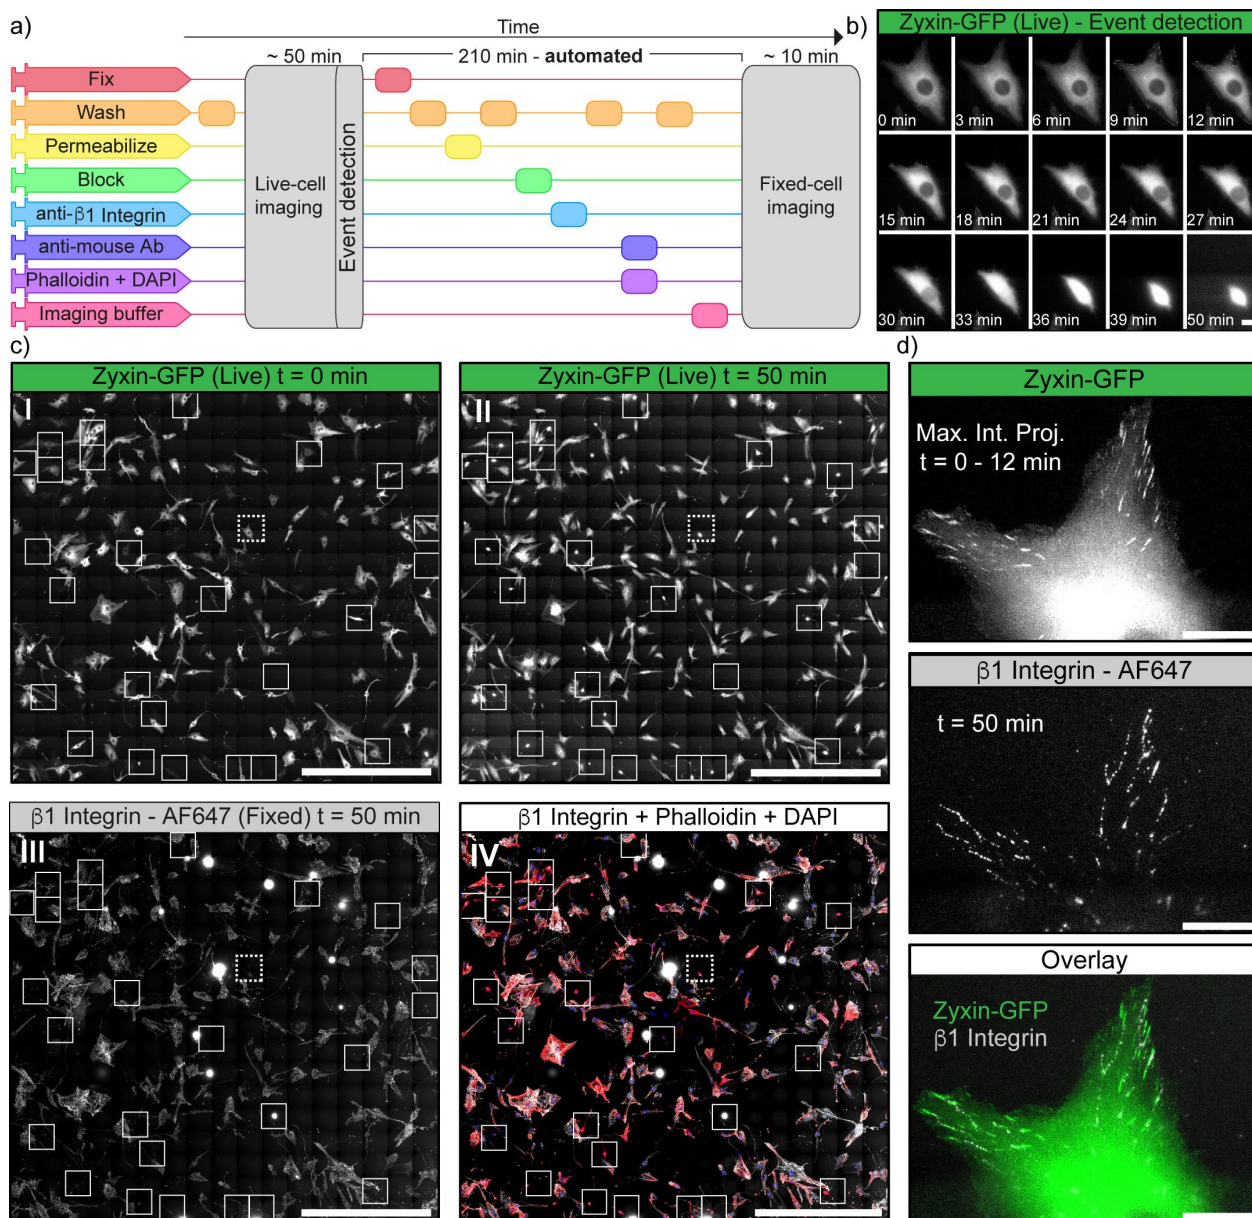 a)
Time
~ 50 min
210 min - automated
~ 10 min
Fix
Wash
Permeabilize
Block
anti-β1 Integrin
anti-mouse Ab
Phalloidin + DAPI
Imaging buffer
Live-cell
imaging
Event detection
Fixed-cell
imaging
b)
Zyxin-GFP (Live) - Event detection
0 min
3 min
6 min
9 min
12 min
15 min
18 min
21 min
24 min
27 min
30 min
33 min
36 min
39 min
50 min
c)
Zyxin-GFP (Live) t = 0 min
I
Zyxin-GFP (Live) t = 50 min
II
β1 Integrin - AF647 (Fixed) t = 50 min
III
β1 Integrin + Phalloidin + DAPI
IV
d)
Zyxin-GFP
Max. Int. Proj.
t = 0 - 12 min
β1 Integrin - AF647
t = 50 min
Overlay
Zyxin-GFP
β1 Integrin